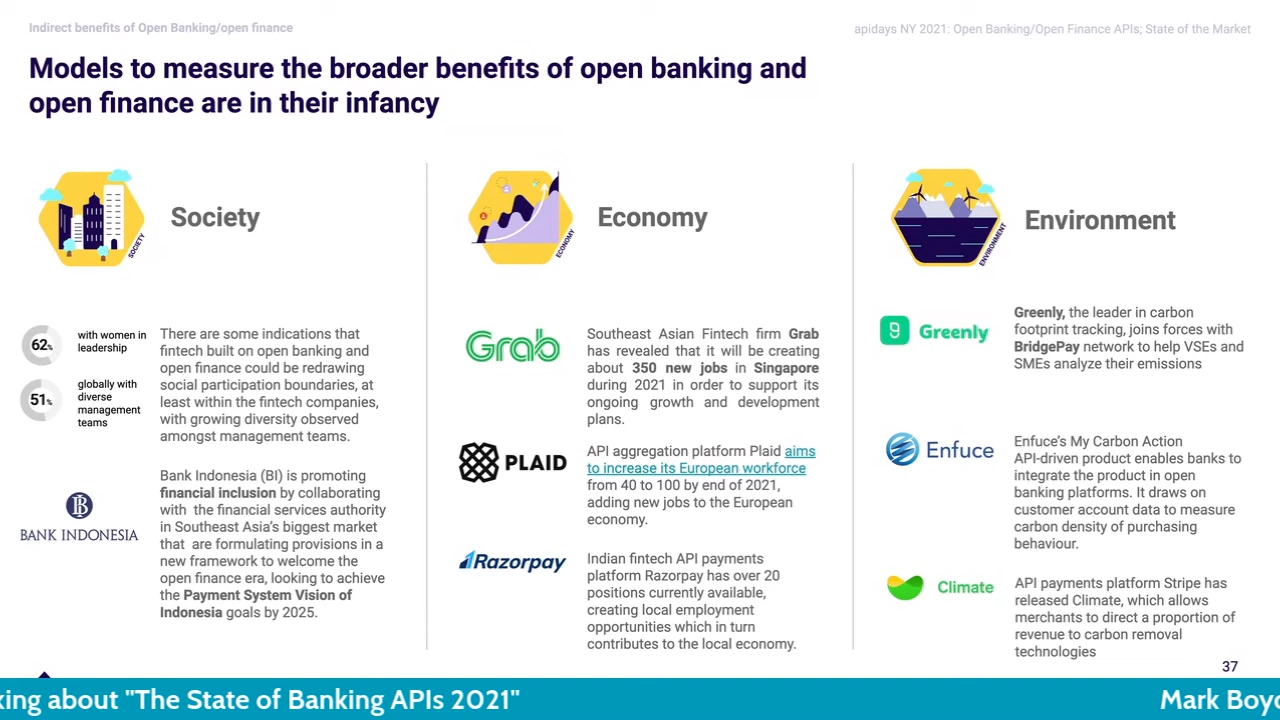 Indirect benefits of Open Banking/open finance
apidays NY 2021: Open Banking/Open Finance APIs; State of the Market
Models to measure the broader benefits of open banking and
open finance are in their infancy
SOCIETY
Society
62%
with women in
leadership
51%
globally with
diverse
management
teams
There are some indications that
fintech built on open banking and
open finance could be redrawing
social participation boundaries, at
least within the fintech companies,
with growing diversity observed
amongst management teams.
BANK INDONESIA
Bank Indonesia (BI) is promoting
financial inclusion by collaborating
with the financial services authority
in Southeast Asia's biggest market
that are formulating provisions in a
new framework to welcome the
open finance era, looking to achieve
the Payment System Vision of
Indonesia goals by 2025.
ECONOMY
Economy
Grab
Southeast Asian Fintech firm Grab
has revealed that it will be creating
about 350 new jobs in Singapore
during 2021 in order to support its
ongoing growth and development
plans.
PLAID
API aggregation platform Plaid aims
to increase its European workforce
from 40 to 100 by end of 2021,
adding new jobs to the European
economy.
Razorpay
Indian fintech API payments
platform Razorpay has over 20
positions currently available,
creating local employment
opportunities which in turn
contributes to the local economy.
ENVIRONMENT
Environment
Greenly
Greenly, the leader in carbon
footprint tracking, joins forces with
BridgePay network to help VSEs and
SMEs analyze their emissions
Enfuce
Enfuce's My Carbon Action
API-driven product enables banks to
integrate the product in open
banking platforms. It draws on
customer account data to measure
carbon density of purchasing
behaviour.
Climate
API payments platform Stripe has
released Climate, which allows
merchants to direct a proportion of
revenue to carbon removal
technologies
37
king about "The State of Banking APIs 2021"
Mark Boyd